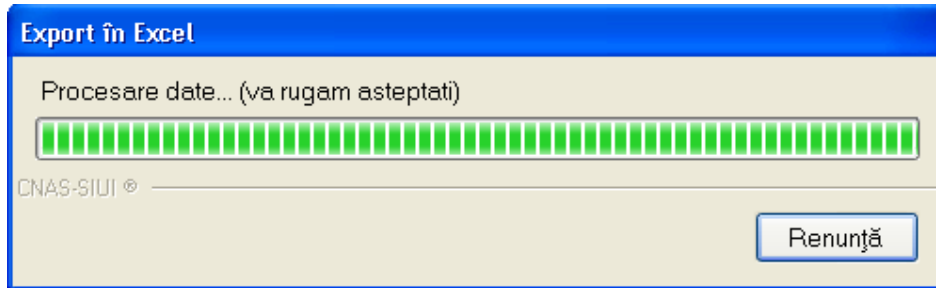 Export în Excel
Procesare date... (va rugam asteptati)
CNAS-SIUI ®
Renunţă